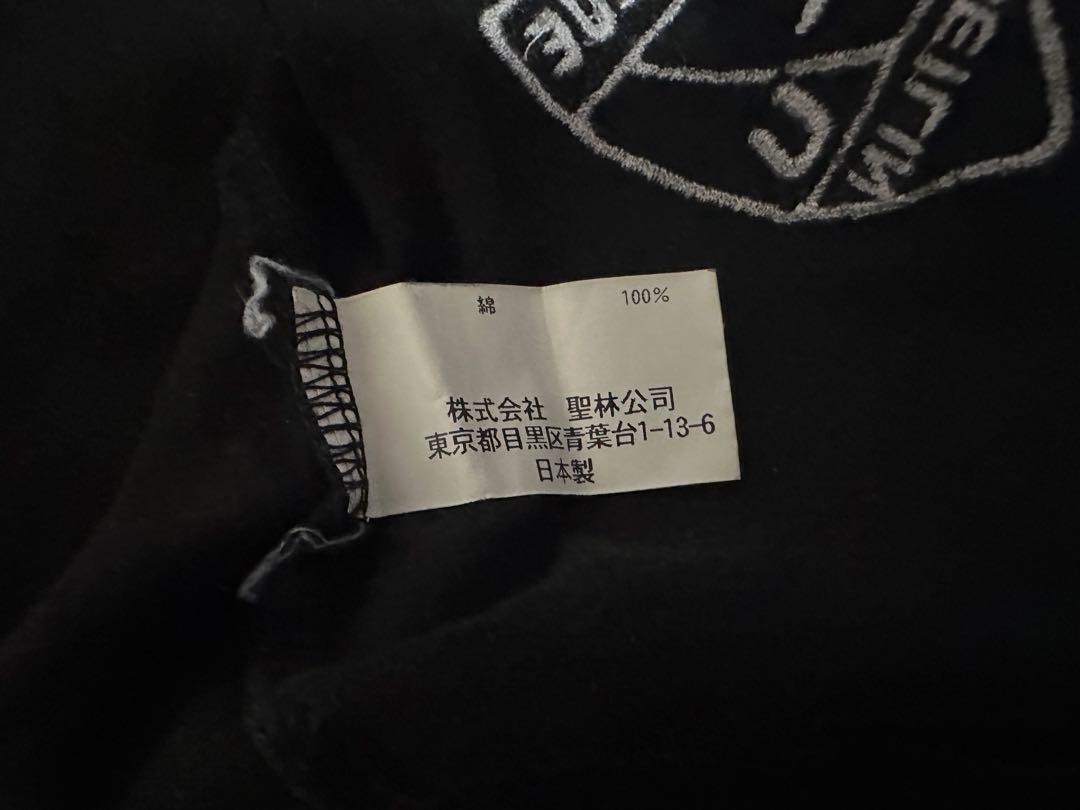 綿 100%
株式会社 聖林公司
東京都目黒区青葉台1-13-6
日本製